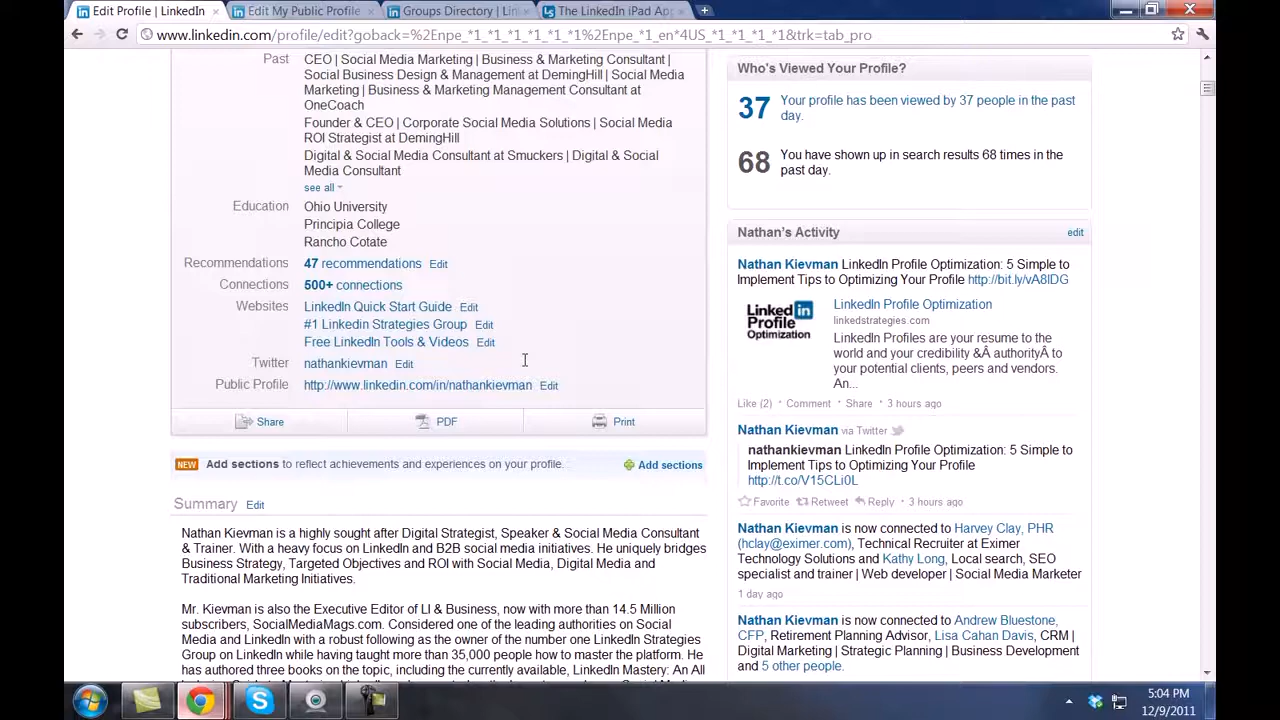 Edit Profile | LinkedIn
Edit My Public Profile
Groups Directory | Lin
The LinkedIn iPad App
www.linkedin.com/profile/edit?goback=%2Enpe_*1_*1_*1_*1_*1_*1%2Enpe_*1_en*4US_*1_*1_*1_*1&trk=tab_pro
Past
CEO | Social Media Marketing | Business & Marketing Consultant |
Social Business Design & Management at DemingHill | Social Media
Marketing | Business & Marketing Management Consultant at
OneCoach
Founder & CEO | Corporate Social Media Solutions | Social Media
ROI Strategist at DemingHill
Digital & Social Media Consultant at Smuckers | Digital & Social
Media Consultant
see all
Education
Ohio University
Principia College
Rancho Cotate
Recommendations
47 recommendations Edit
Connections
500+ connections
Websites
LinkedIn Quick Start Guide Edit
#1 Linkedin Strategies Group Edit
Free LinkedIn Tools & Videos Edit
Twitter
nathankievman Edit
Public Profile
http://www.linkedin.com/in/nathankievman Edit
Share
PDF
Print
NEW Add sections to reflect achievements and experiences on your profile.
Add sections
Summary Edit
Nathan Kievman is a highly sought after Digital Strategist, Speaker & Social Media Consultant
& Trainer. With a heavy focus on LinkedIn and B2B social media initiatives. He uniquely bridges
Business Strategy, Targeted Objectives and ROI with Social Media, Digital Media and
Traditional Marketing Initiatives.
Mr. Kievman is also the Executive Editor of LI & Business, now with more than 14.5 Million
subscribers, SocialMediaMags.com. Considered one of the leading authorities on Social
Media and LinkedIn with a robust following as the owner of the number one LinkedIn Strategies
Group on LinkedIn while having taught more than 35,000 people how to master the platform. He
has authored three books on the topic, including the currently available, LinkedIn Mastery: An All
Who's Viewed Your Profile?
37
Your profile has been viewed by 37 people in the past
day.
68
You have shown up in search results 68 times in the
past day.
Nathan's Activity
edit
Nathan Kievman LinkedIn Profile Optimization: 5 Simple to
Implement Tips to Optimizing Your Profile http://bit.ly/vA8lDG
Linked in
Profile
Optimization
LinkedIn Profile Optimization
linkedstrategies.com
LinkedIn Profiles are your resume to the
world and your credibility &Â authorityÂ to
your potential clients, peers and vendors.
An...
Like (2) • Comment • Share • 3 hours ago
Nathan Kievman via Twitter
nathankievman LinkedIn Profile Optimization: 5 Simple to
Implement Tips to Optimizing Your Profile
http://t.co/V15CLi0L
Favorite Retweet Reply • 3 hours ago
Nathan Kievman is now connected to Harvey Clay, PHR
(hclay@eximer.com), Technical Recruiter at Eximer
Technology Solutions and Kathy Long, Local search, SEO
specialist and trainer | Web developer | Social Media Marketer
1 day ago
Nathan Kievman is now connected to Andrew Bluestone,
CFP, Retirement Planning Advisor, Lisa Cahan Davis, CRM |
Digital Marketing | Strategic Planning | Business Development
and 5 other people.
5:04 PM
12/9/2011